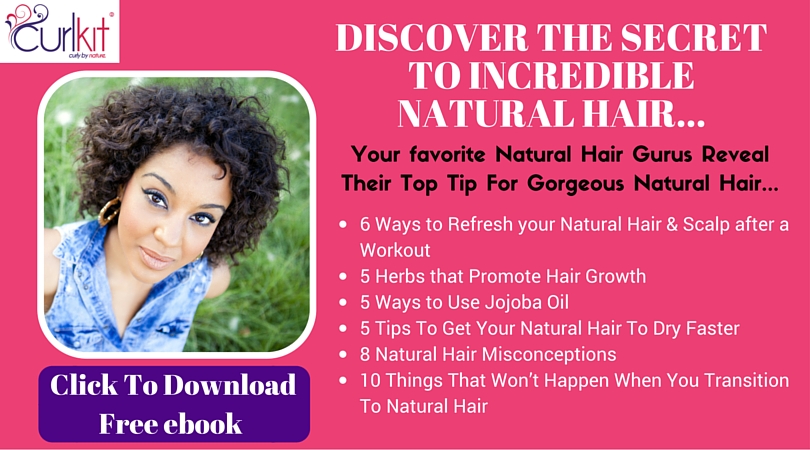 curlkit®
curly by nature.
DISCOVER THE SECRET
TO INCREDIBLE
NATURAL HAIR...
Your favorite Natural Hair Gurus Reveal
Their Top Tip For Gorgeous Natural Hair...
• 6 Ways to Refresh your Natural Hair & Scalp after a
Workout
• 5 Herbs that Promote Hair Growth
• 5 Ways to Use Jojoba Oil
• 5 Tips To Get Your Natural Hair To Dry Faster
• 8 Natural Hair Misconceptions
• 10 Things That Won’t Happen When You Transition
To Natural Hair
Click To Download
Free ebook